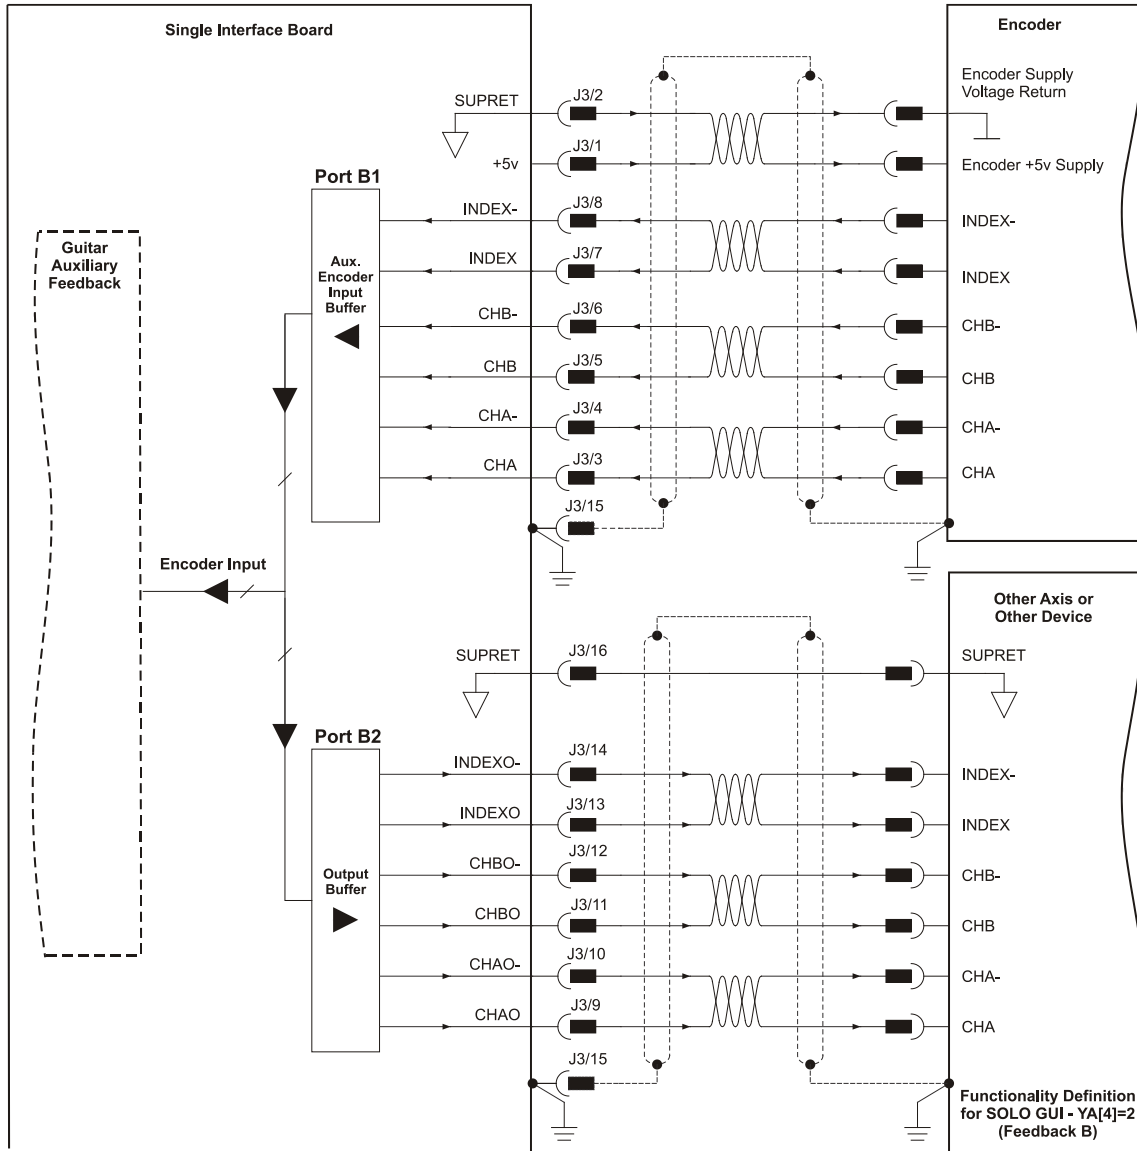 Single Interface Board
Encoder
SUPRET
J3/2
Encoder Supply
Voltage Return
+5v
J3/1
Encoder +5v Supply
Port B1
INDEX-
J3/8
INDEX-
Guitar
Auxiliary
Feedback
Aux.
Encoder
Input
Buffer
INDEX
J3/7
INDEX
CHB-
J3/6
CHB-
CHB
J3/5
CHB
CHA-
J3/4
CHA-
CHA
J3/3
CHA
J3/15
Encoder Input
Other Axis or
Other Device
SUPRET
J3/16
SUPRET
Port B2
INDEXO-
J3/14
INDEX-
INDEXO
J3/13
INDEX
Output
Buffer
CHBO-
J3/12
CHB-
CHBO
J3/11
CHB
CHAO-
J3/10
CHA-
CHAO
J3/9
CHA
J3/15
Functionality Definition
for SOLO GUI - YA[4]=2
(Feedback B)